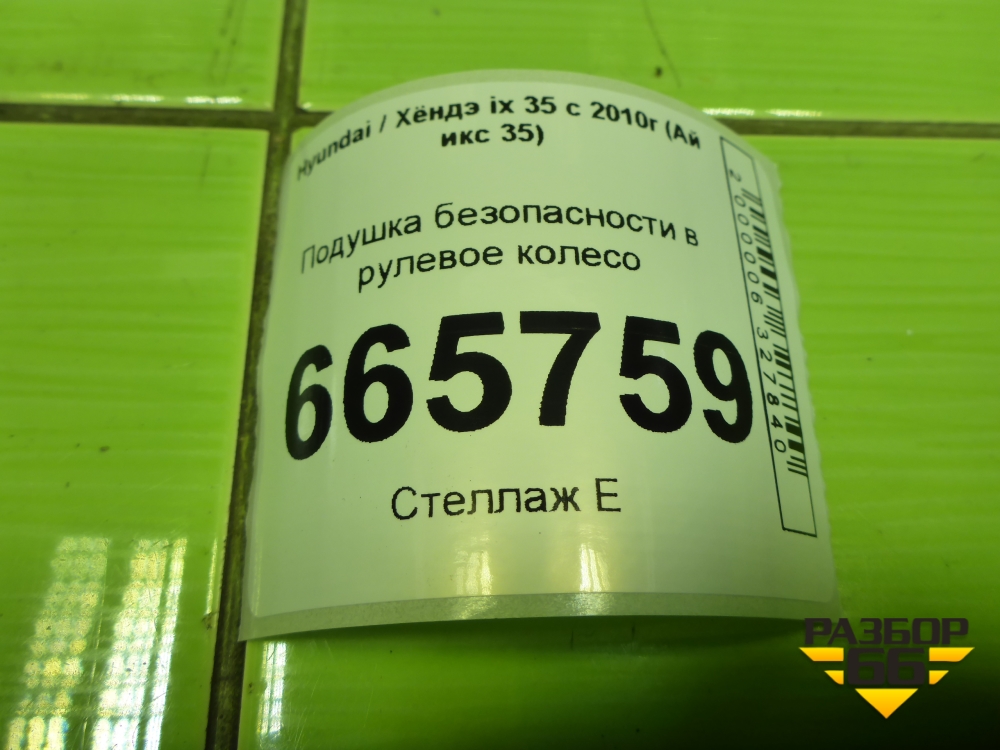 Hyundai / Хёндэ ix 35 с 2010г (Ай
икс 35)
Подушка безопасности в
рулевое колесо
665759
Стеллаж Е
2000006327840
РАЗБОР
66